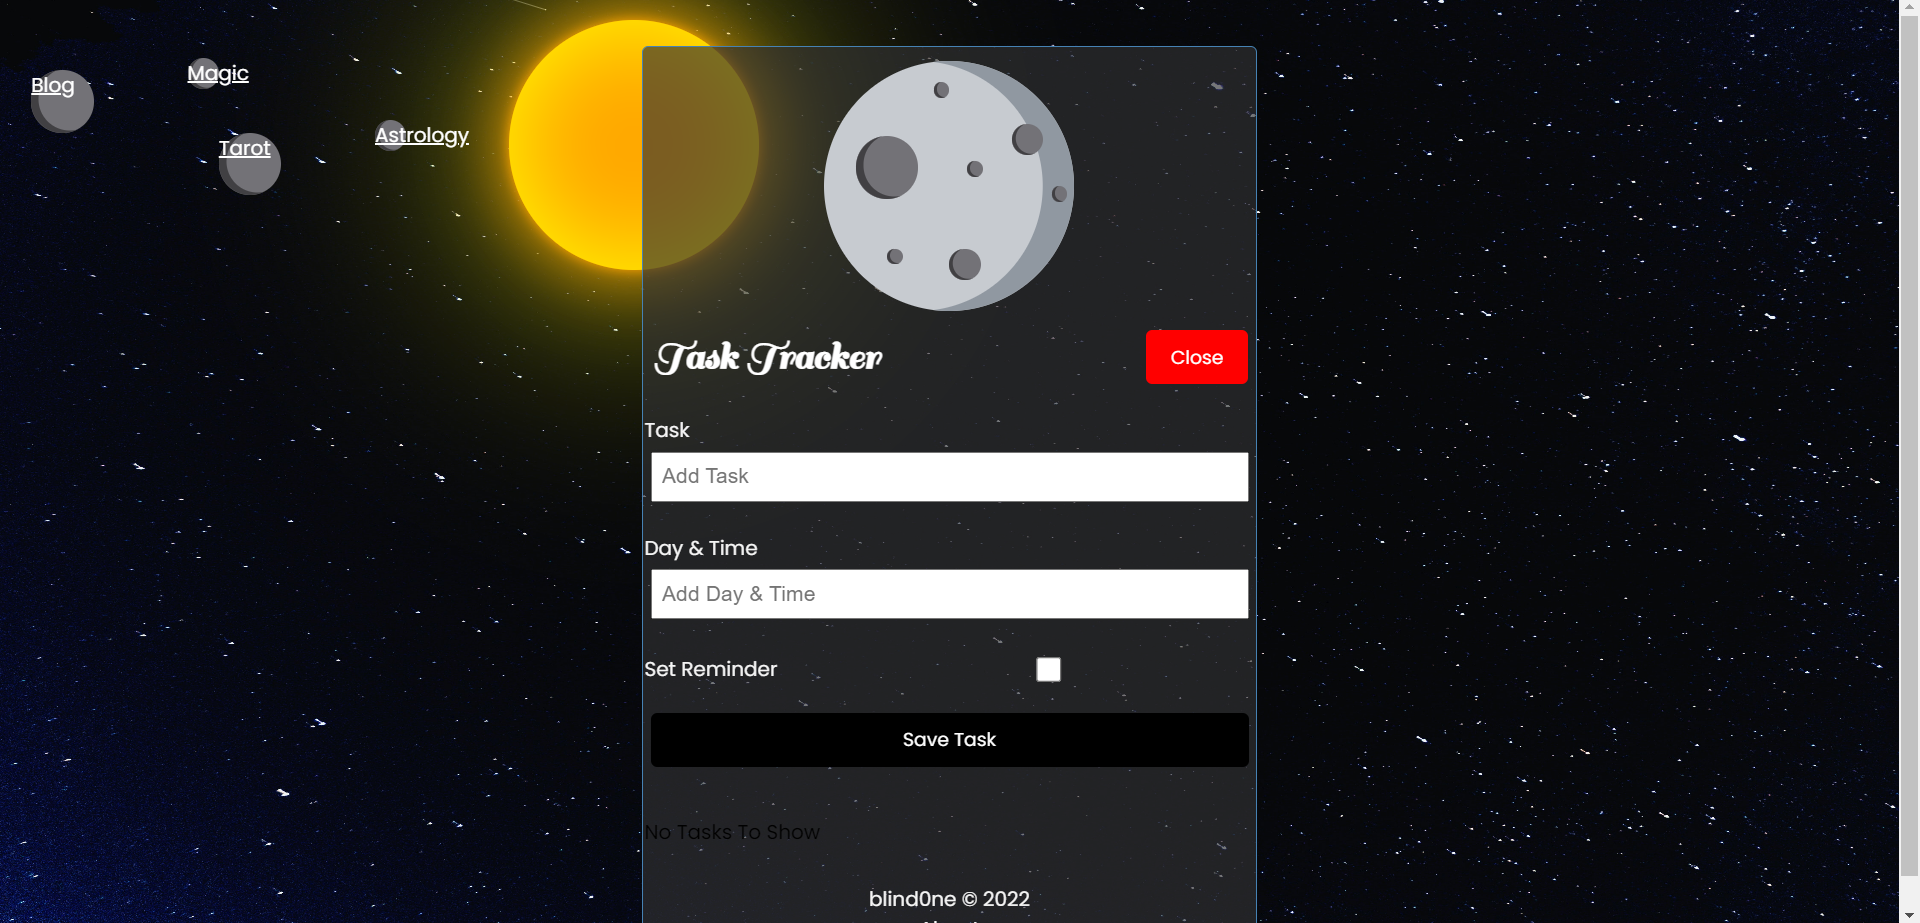 Blog
Magic
Tarot
Astrology
Task Tracker
Close
Task
Add Task
Day & Time
Add Day & Time
Set Reminder
Save Task
No Tasks To Show
blind0ne © 2022